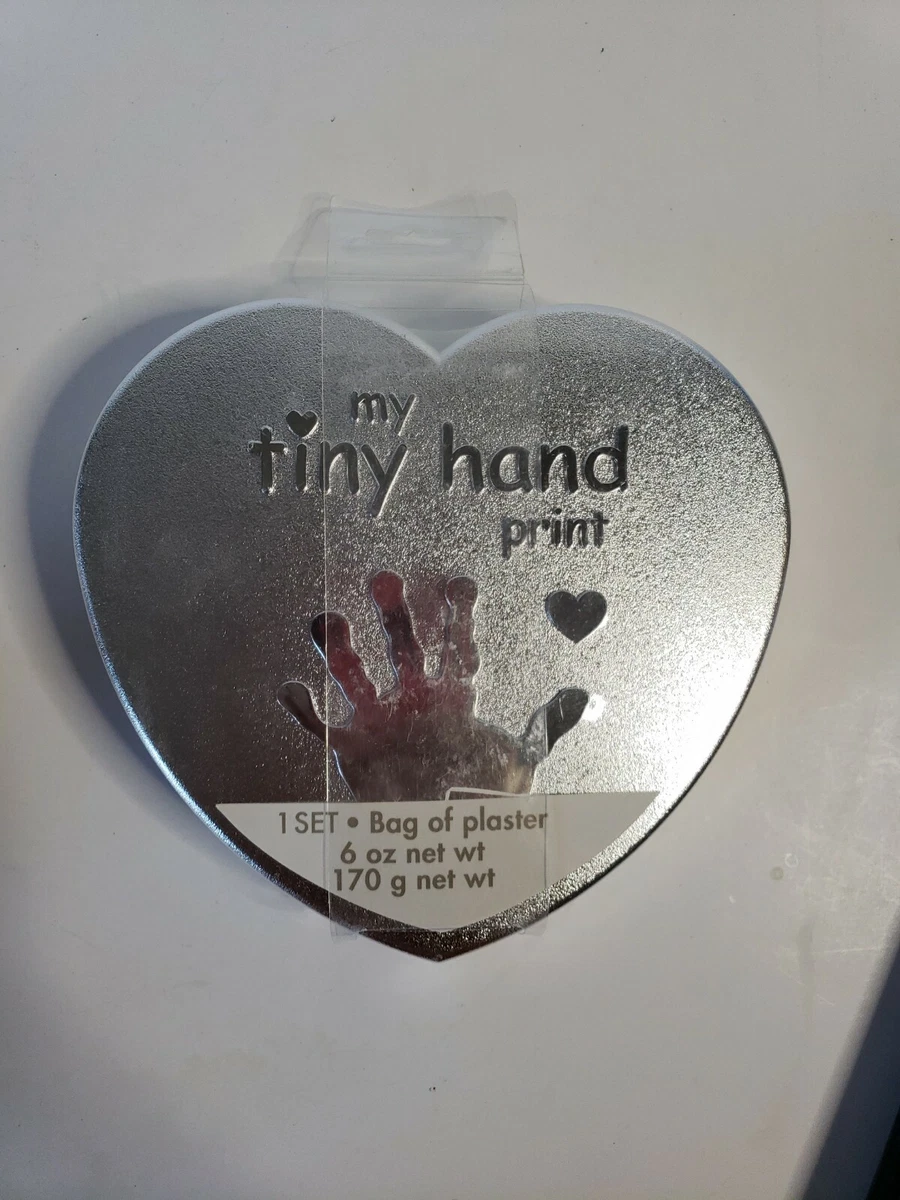 my
tiny hand
print
1 SET • Bag of plaster
6 oz net wt
170 g net wt